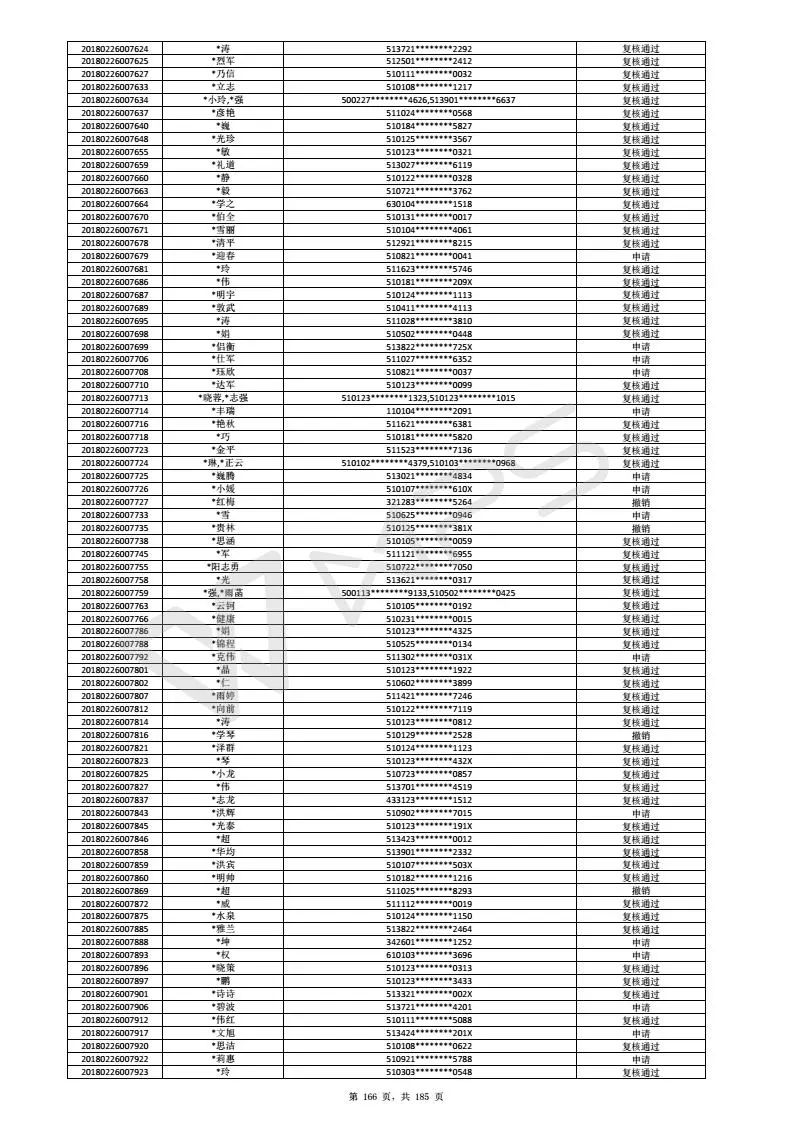 20180226007624 *涛 513721********2292 复核通过
20180226007625 *烈军 512501********2412 复核通过
20180226007627 *乃信 510111********0032 复核通过
20180226007633 *立志 510108********1217 复核通过
20180226007634 *小玲,*强 500227********4626,513901********6637 复核通过
20180226007637 *彦艳 511024********0568 复核通过
20180226007640 *巍 510184********5827 复核通过
20180226007648 *光珍 510125********3567 复核通过
20180226007655 *敏 510123********0321 复核通过
20180226007659 *礼道 513027********6119 复核通过
20180226007660 *静 510122********0328 复核通过
20180226007663 *毅 510721********3762 复核通过
20180226007664 *学之 630104********1518 复核通过
20180226007670 *伯全 510131********0017 复核通过
20180226007671 *雪丽 510104********4061 复核通过
20180226007678 *清平 512921********8215 复核通过
20180226007679 *迎春 510821********0041 申请
20180226007681 *玲 511623********5746 复核通过
20180226007686 *伟 510181********209X 复核通过
20180226007687 *明宇 510124********1113 复核通过
20180226007689 *敦武 510411********4113 复核通过
20180226007695 *涛 511028********3810 复核通过
20180226007698 *娟 510502********0448 复核通过
20180226007699 *侣衡 513822********725X 申请
20180226007706 *仕军 511027********6352 申请
20180226007708 *珏欣 510821********0037 申请
20180226007710 *达军 510123********0099 复核通过
20180226007713 *晓蓉,*志强 510123********1323,510123********1015 复核通过
20180226007714 *丰瑞 110104********2091 申请
20180226007716 *艳秋 511621********6381 复核通过
20180226007718 *巧 510181********5820 复核通过
20180226007723 *金平 511523********7136 复核通过
20180226007724 *琳,*正云 510102********4379,510103********0968 复核通过
20180226007725 *巍腾 513021********4834 申请
20180226007726 *小媛 510107********610X 申请
20180226007727 *红梅 321283********5264 撤销
20180226007733 *雪 510625********0946 申请
20180226007735 *贵林 510125********381X 撤销
20180226007738 *思涵 510105********0059 复核通过
20180226007745 *军 511121********6955 复核通过
20180226007755 *阳志勇 510722********7050 复核通过
20180226007758 *光 513621********0317 复核通过
20180226007759 *强,*雨菡 500113********9133,510502********0425 复核通过
20180226007763 *云钶 510105********0192 复核通过
20180226007766 *健康 510231********0015 复核通过
20180226007786 *娟 510123********4325 复核通过
20180226007788 *锦程 510525********0134 复核通过
20180226007792 *克伟 511302********031X 申请
20180226007801 *晶 510123********1922 复核通过
20180226007802 *仁 510602********3899 复核通过
20180226007807 *雨婷 511421********7246 复核通过
20180226007812 *向前 510122********7119 复核通过
20180226007814 *涛 510123********0812 复核通过
20180226007816 *学琴 510129********2528 撤销
20180226007821 *泽群 510124********1123 复核通过
20180226007823 *琴 510123********432X 复核通过
20180226007825 *小龙 510723********0857 复核通过
20180226007827 *伟 513701********4519 复核通过
20180226007837 *志龙 433123********1512 复核通过
20180226007843 *洪辉 510902********7015 申请
20180226007845 *光泰 510123********191X 复核通过
20180226007846 *超 513423********0012 复核通过
20180226007858 *华均 513901********2332 复核通过
20180226007859 *洪宾 510107********503X 复核通过
20180226007860 *明帅 510182********1216 复核通过
20180226007869 *超 511025********8293 撤销
20180226007872 *威 511112********0019 复核通过
20180226007875 *水泉 510124********1150 复核通过
20180226007885 *雅兰 513822********2464 复核通过
20180226007888 *坤 342601********1252 申请
20180226007893 *权 610103********3696 申请
20180226007896 *晓策 510123********0313 复核通过
20180226007897 *鹏 510123********3433 复核通过
20180226007901 *诗诗 513321********002X 复核通过
20180226007906 *碧波 513721********4201 申请
20180226007912 *伟红 510111********5088 复核通过
20180226007917 *文旭 513424********201X 申请
20180226007920 *思洁 510108********0622 复核通过
20180226007922 *莉惠 510921********5788 申请
20180226007923 *玲 510303********0548 复核通过
第 166 页，共 185 页